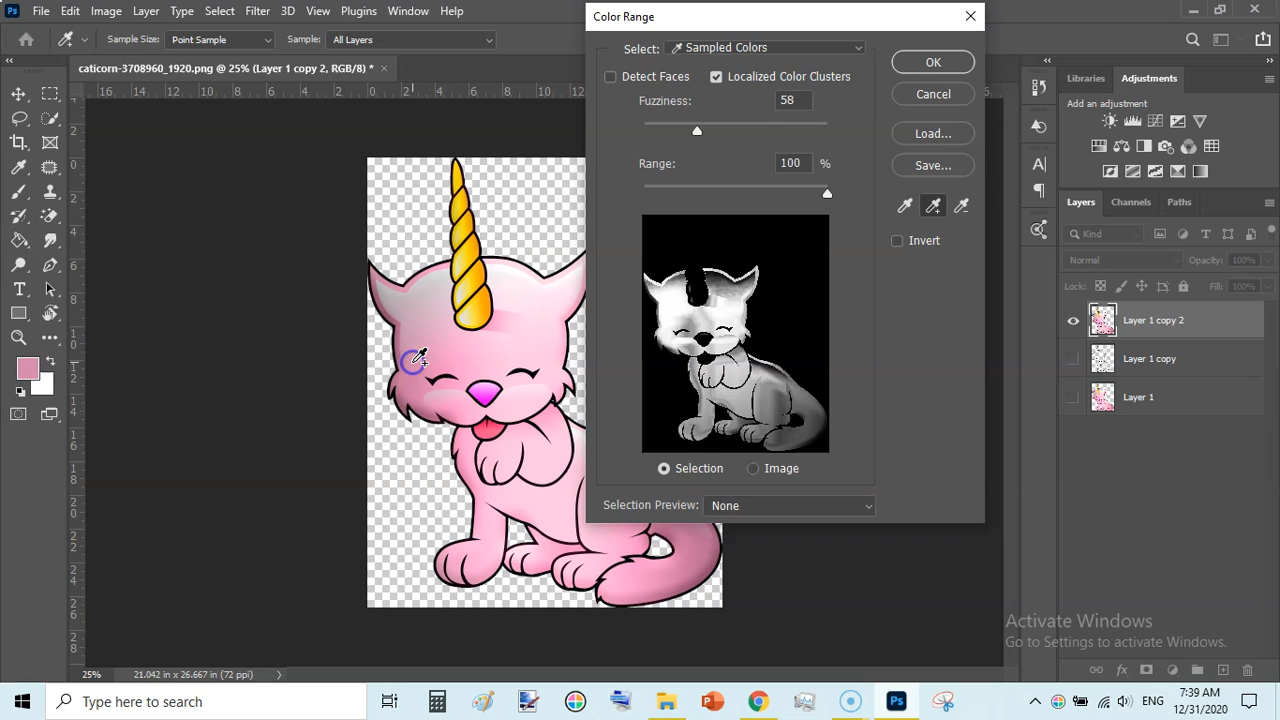 Ps File Edit Image Layer Type Select Filter 3D View Plugins Window Help
Color Range
Sample Size: Point Sample Sample: All Layers
caticorn-3708960_1920.png @ 25% (Layer 1 copy 2, RGB/8) *
Select: Sampled Colors
Detect Faces Localized Color Clusters
Fuzziness: 58
Range: 100 %
OK
Cancel
Load...
Save...
Invert
Selection Image
Selection Preview: None
Libraries Adjustments
Add an adjustment
Layers Channels Paths
Kind
Normal Opacity: 100%
Lock: Fill: 100%
Layer 1 copy 2
Layer 1 copy
Layer 1
Activate Windows
Go to Settings to activate Windows.
25% 21.042 in x 26.667 in (72 ppi)
Type here to search
Ps
ENG
7:39 AM
12/31/2020